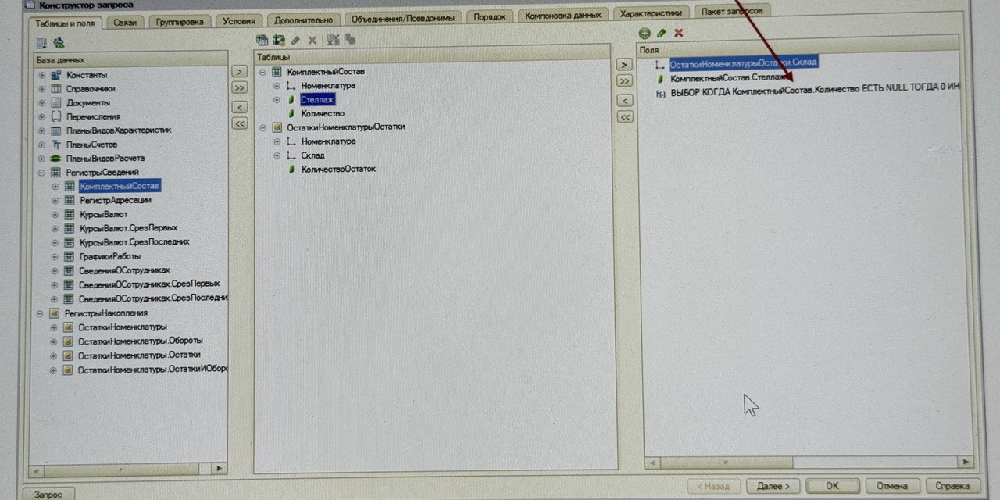 Конструктор запроса
Таблицы и поля
Связи
Группировка
Условия
Дополнительно
Объединения/Псевдонимы
Порядок
Компоновка данных
Характеристики
Пакет запросов
База данных
Константы
Справочники
Документы
Перечисления
ПланыВидовХарактеристик
ПланыСчетов
ПланыВидовРасчета
РегистрыСведений
КомплектныйСостав
РегистрАдресации
КурсыВалют
КурсыВалют.СрезПервых
КурсыВалют.СрезПоследних
ГрафикиРаботы
СведенияОСотрудниках
СведенияОСотрудниках.СрезПервых
СведенияОСотрудниках.СрезПоследни
РегистрыНакопления
ОстаткиНоменклатуры
ОстаткиНоменклатуры.Обороты
ОстаткиНоменклатуры.Остатки
ОстаткиНоменклатуры.ОстаткиИОборо
Таблицы
КомплектныйСостав
Номенклатура
Стеллаж
Количество
ОстаткиНоменклатурыОстатки
Номенклатура
Склад
КоличествоОстаток
>
>>
<
<<
>
>>
<
<<
Поля
ОстаткиНоменклатурыОстатки.Склад
КомплектныйСостав.Стеллаж
f(x) ВЫБОР КОГДА КомплектныйСостав.Количество ЕСТЬ NULL ТОГДА 0 ИН
Запрос
< Назад
Далее >
OK
Отмена
Справка